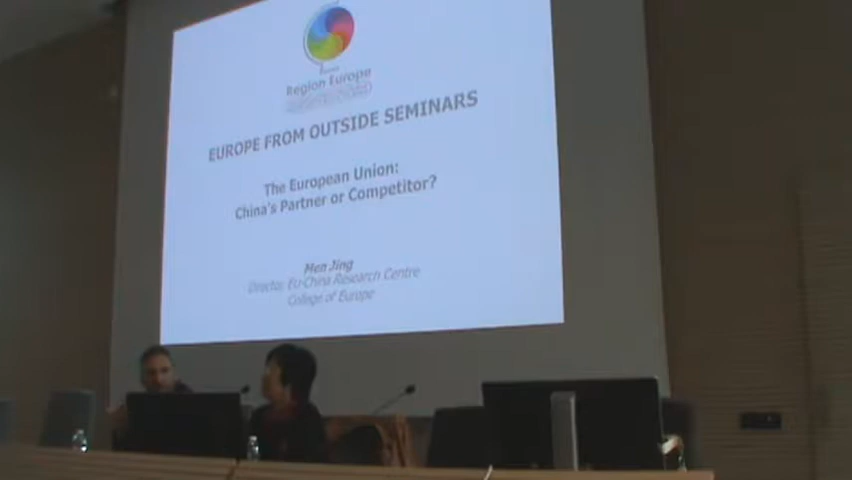 Region Europe
EUROPE FROM OUTSIDE SEMINARS
The European Union:
China's Partner or Competitor?
Men Jing
Director, EU-China Research Centre
College of Europe